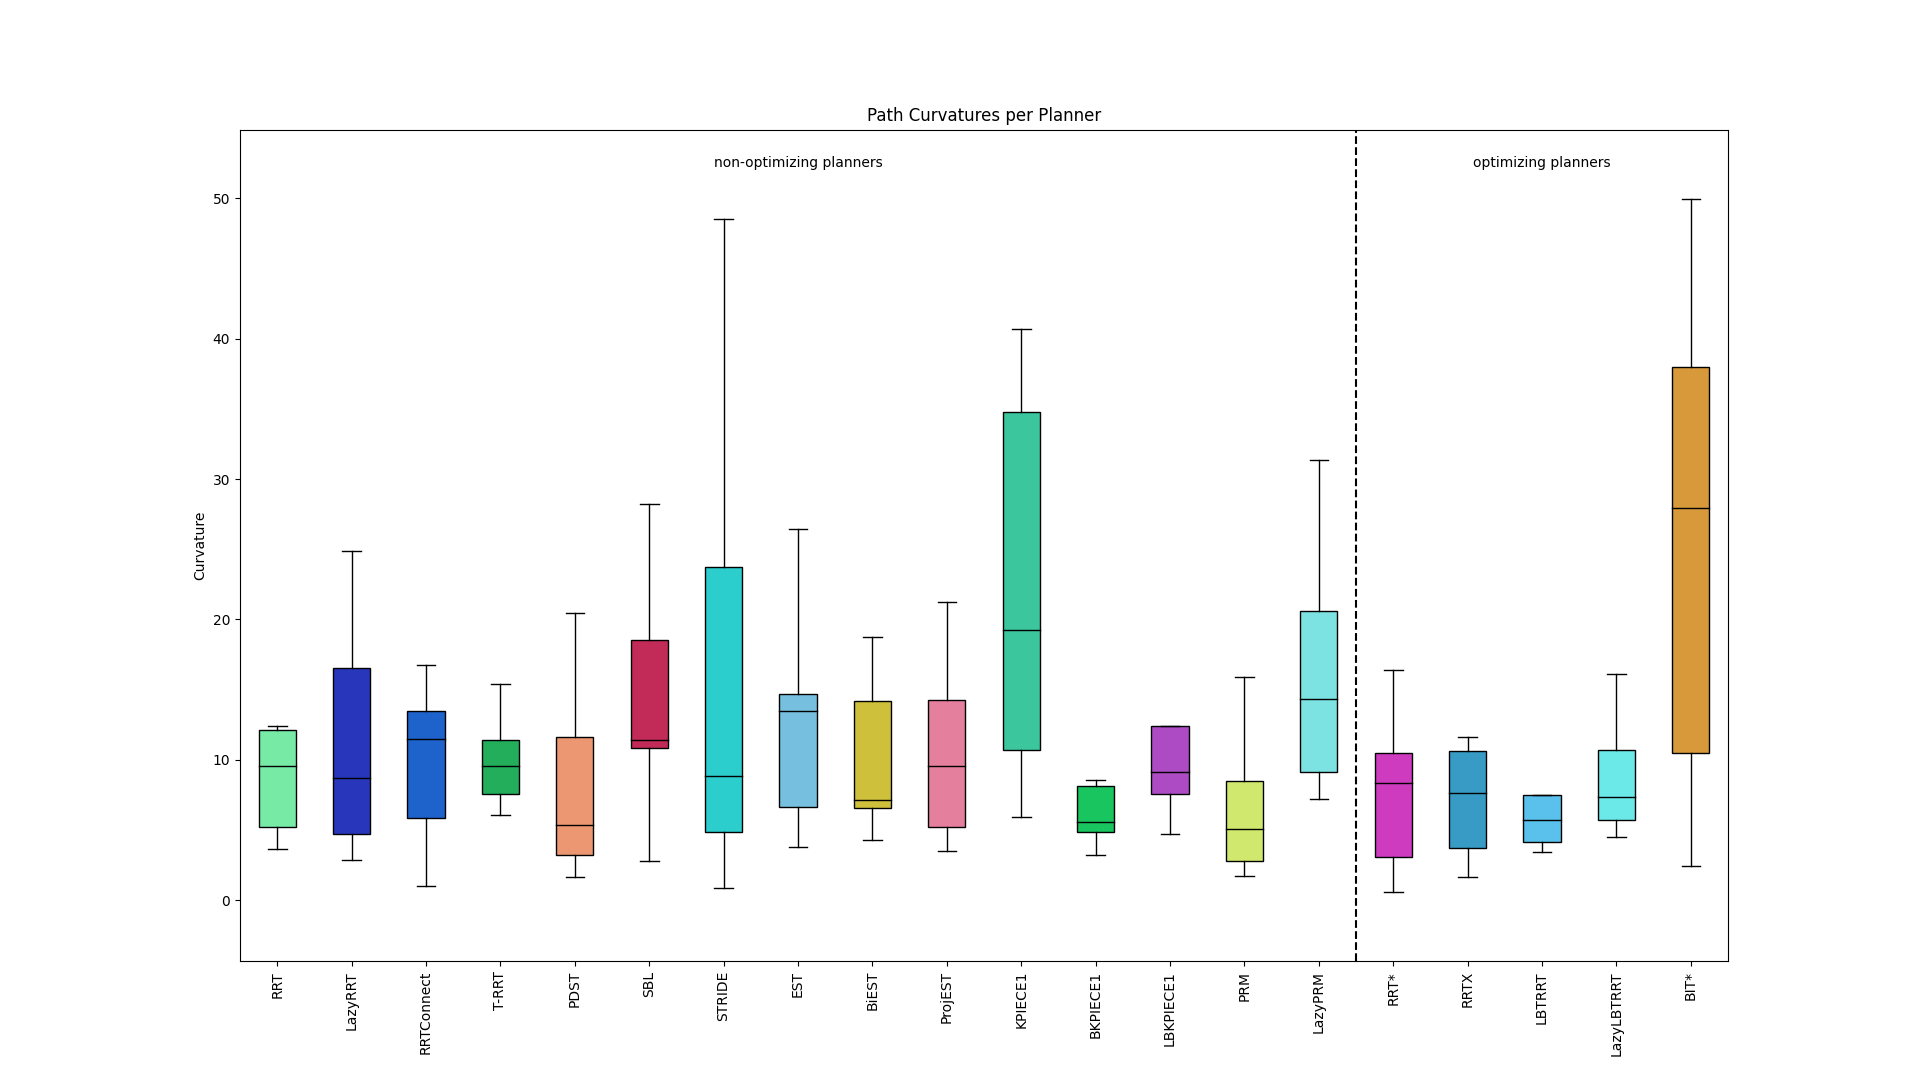 Path Curvatures per Planner
non-optimizing planners
optimizing planners
Curvature
50
40
30
20
10
0
RRT
LazyRRT
RRTConnect
T-RRT
PDST
SBL
STRIDE
EST
BiEST
ProjEST
KPIECE1
BKPIECE1
LBKPIECE1
PRM
LazyPRM
RRT*
RRTX
LBTRRT
LazyLBTRRT
BIT*